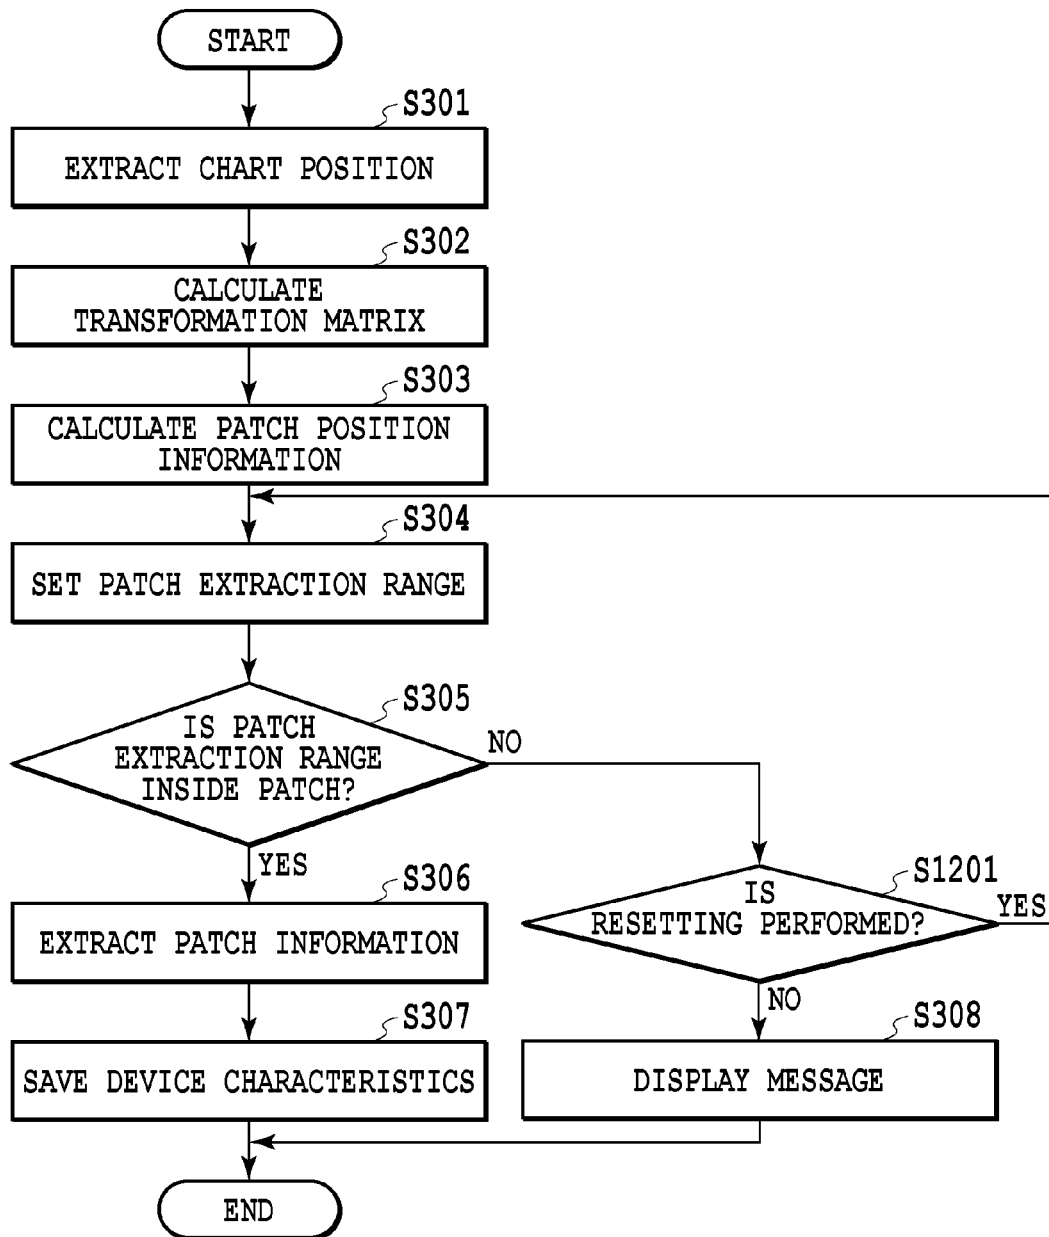 START
S301
EXTRACT CHART POSITION
S302
CALCULATE
TRANSFORMATION MATRIX
S303
CALCULATE PATCH POSITION
INFORMATION
S304
SET PATCH EXTRACTION RANGE
S305
IS PATCH
EXTRACTION RANGE
INSIDE PATCH?
NO
YES
S306
EXTRACT PATCH INFORMATION
S307
SAVE DEVICE CHARACTERISTICS
S1201
IS
RESETTING PERFORMED?
YES
NO
S308
DISPLAY MESSAGE
END